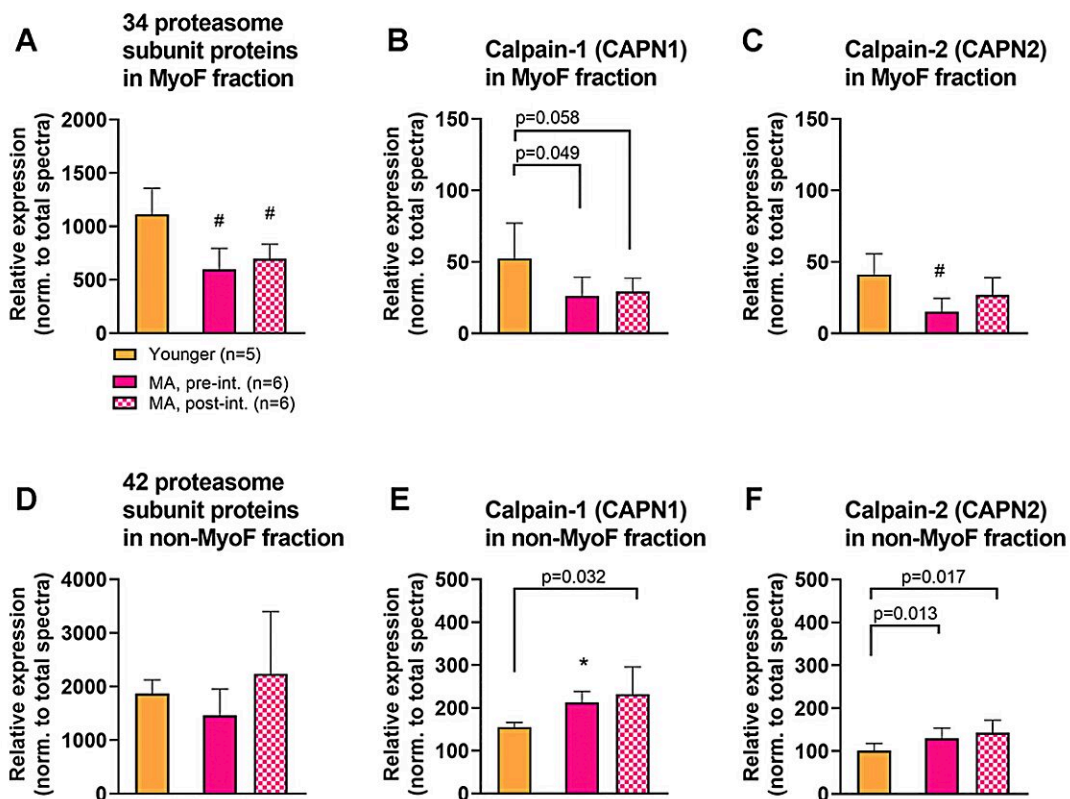 A
34 proteasome
subunit proteins
in MyoF fraction
Relative expression
(norm. to total spectra)
2000
1500
1000
500
0
#
#
Younger (n=5)
MA, pre-int. (n=6)
MA, post-int. (n=6)
B
Calpain-1 (CAPN1)
in MyoF fraction
Relative expression
(norm. to total spectra)
150
100
50
0
p=0.058
p=0.049
C
Calpain-2 (CAPN2)
in MyoF fraction
Relative expression
(norm. to total spectra)
150
100
50
0
#
D
42 proteasome
subunit proteins
in non-MyoF fraction
Relative expression
(norm. to total spectra)
4000
3000
2000
1000
0
E
Calpain-1 (CAPN1)
in non-MyoF fraction
Relative expression
(norm. to total spectra)
500
400
300
200
100
0
p=0.032
*
F
Calpain-2 (CAPN2)
in non-MyoF fraction
Relative expression
(norm. to total spectra)
500
400
300
200
100
0
p=0.017
p=0.013